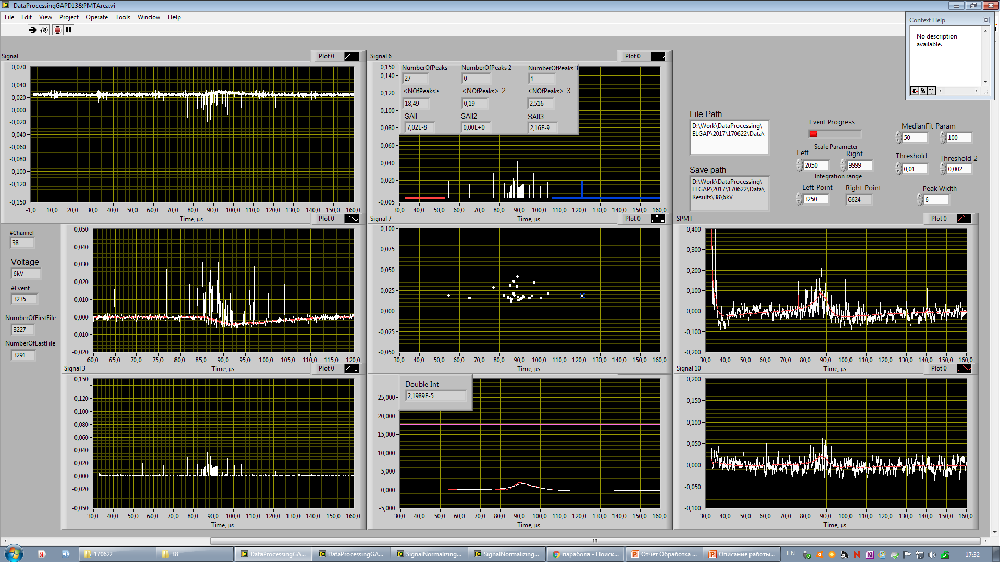 DataProcessingGAPD13&PMTArea.vi
File Edit View Project Operate Tools Window Help
Context Help
No description
available.
Signal
Plot 0
0,070
0,040
0,020
0,000
-0,020
-0,040
-0,060
-0,080
-0,100
-0,120
-0,150
-1,0 10,0 20,0 30,0 40,0 50,0 60,0 70,0 80,0 90,0 100,0 110,0 120,0 130,0 140,0 150,0 160,0
Time, µs
Signal 6
Plot 0
0,150
0,140
0,120
0,100
0,080
0,060
0,040
0,020
-0,005
NumberOfPeaks NumberOfPeaks 2 NumberOfPeaks 3
27 0 1
<NOfPeaks> <NOfPeaks> 2 <NOfPeaks> 3
18,49 0,19 2,516
SAll SAll2 SAll3
7,02E-8 0,00E+0 2,16E-9
30,0 40,0 50,0 60,0 70,0 80,0 90,0 100,0 110,0 120,0 130,0 140,0 150,0 160,0
Time, µs
File Path
D:\Work\DataProcessing\
ELGAP\2017\170622\Data\
Save path
D:\Work\DataProcessing\
ELGAP\2017\170622\Data\
Results\38\6kV
Event Progress
Scale Parameter
Left Right
2050 9999
Integration range
Left Point Right Point
3250 6624
MedianFit Param
50 100
Threshold Threshold 2
0,01 0,002
Peak Width
6
#Channel
38
Voltage
6kV
#Event
3235
NumberOfFirstFile
3227
NumberOfLastFile
3291
Plot 0
0,050
0,040
0,030
0,020
0,010
0,000
-0,010
-0,020
60,0 65,0 70,0 75,0 80,0 85,0 90,0 95,0 100,0 105,0 110,0 115,0 120,0
Time, µs
Signal 7
Plot 0
0,100
0,075
0,050
0,025
0,000
-0,025
-0,050
30,0 40,0 50,0 60,0 70,0 80,0 90,0 100,0 110,0 120,0 130,0 140,0 150,0 160,0
Time, µs
SPMT
Plot 0
0,400
0,300
0,200
0,100
0,000
-0,100
-0,200
30,0 40,0 50,0 60,0 70,0 80,0 90,0 100,0 110,0 120,0 130,0 140,0 150,0 160,0
Time, µs
Signal 3
Plot 0
0,150
0,120
0,100
0,080
0,060
0,040
0,020
0,000
-0,020
-0,050
30,0 40,0 50,0 60,0 70,0 80,0 90,0 100,0 110,0 120,0 130,0 140,0 150,0 160,0
Time, µs
Double Int
2,1989E-5
25,000
20,000
15,000
10,000
5,000
0,000
-5,000
30,0 40,0 50,0 60,0 70,0 80,0 90,0 100,0 110,0 120,0 130,0 140,0 150,0 160,0
Time, µs
Signal 10
Plot 0
0,200
0,150
0,100
0,050
0,000
-0,050
-0,100
30,0 40,0 50,0 60,0 70,0 80,0 90,0 100,0 110,0 120,0 130,0 140,0 150,0 160,0
Time, µs
170622 38 DataProcessingGA... DataProcessingGA... SignalNormalizing... SignalNormalizing... парабола - Поиск... Отчет Обработка ... Описание работы... EN 17:32